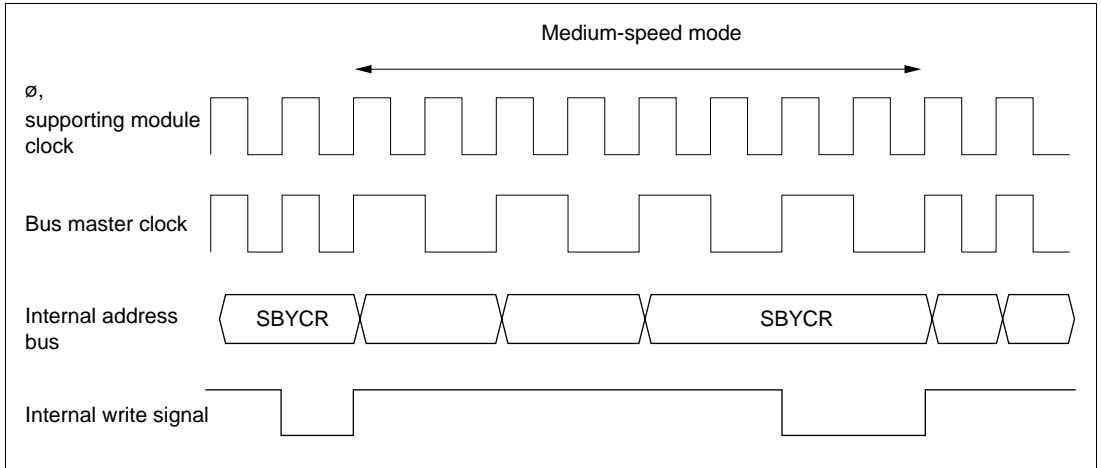 Medium-speed mode
ø,
supporting module
clock
Bus master clock
Internal address
bus
SBYCR
SBYCR
Internal write signal